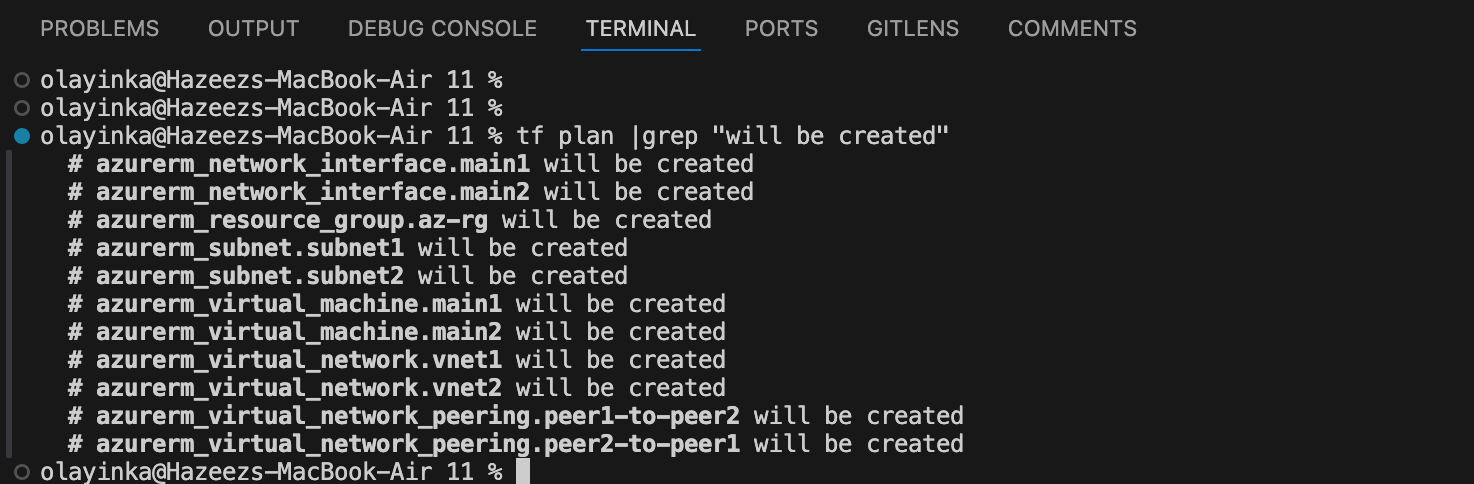 PROBLEMS OUTPUT DEBUG CONSOLE TERMINAL PORTS GITLENS COMMENTS
olayinka@Hazeezs-MacBook-Air 11 %
olayinka@Hazeezs-MacBook-Air 11 %
olayinka@Hazeezs-MacBook-Air 11 % tf plan |grep "will be created"
# azurerm_network_interface.main1 will be created
# azurerm_network_interface.main2 will be created
# azurerm_resource_group.az-rg will be created
# azurerm_subnet.subnet1 will be created
# azurerm_subnet.subnet2 will be created
# azurerm_virtual_machine.main1 will be created
# azurerm_virtual_machine.main2 will be created
# azurerm_virtual_network.vnet1 will be created
# azurerm_virtual_network.vnet2 will be created
# azurerm_virtual_network_peering.peer1-to-peer2 will be created
# azurerm_virtual_network_peering.peer2-to-peer1 will be created
olayinka@Hazeezs-MacBook-Air 11 %